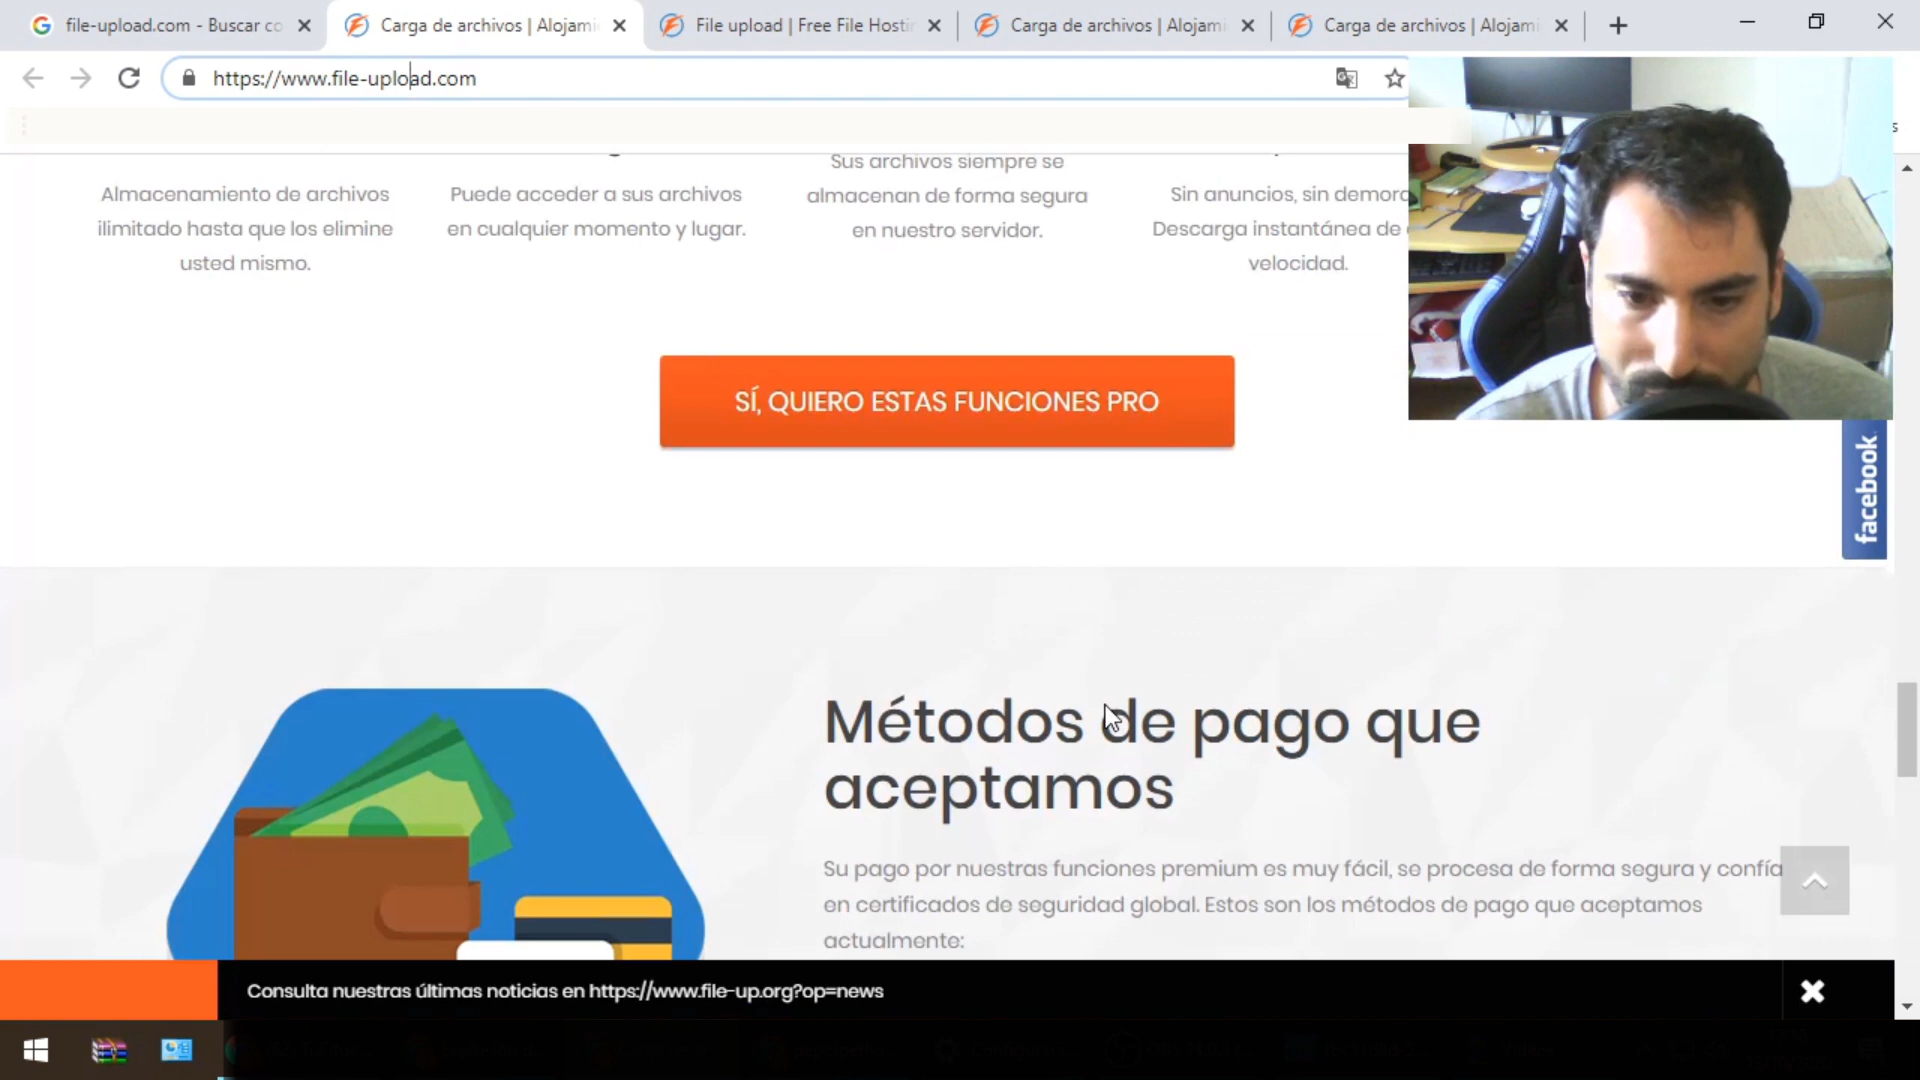 file-upload.com - Buscar co
Carga de archivos | Alojami
File upload | Free File Hostin
Carga de archivos | Alojami
Carga de archivos | Alojami
https://www.file-upload.com
Almacenamiento de archivos
ilimitado hasta que los elimine
usted mismo.
Puede acceder a sus archivos
en cualquier momento y lugar.
Sus archivos siempre se
almacenan de forma segura
en nuestro servidor.
Sin anuncios, sin demora
Descarga instantánea de
velocidad.
SÍ, QUIERO ESTAS FUNCIONES PRO
facebook
Métodos de pago que
aceptamos
Su pago por nuestras funciones premium es muy fácil, se procesa de forma segura y confía
en certificados de seguridad global. Estos son los métodos de pago que aceptamos
actualmente:
Consulta nuestras últimas noticias en https://www.file-up.org?op=news